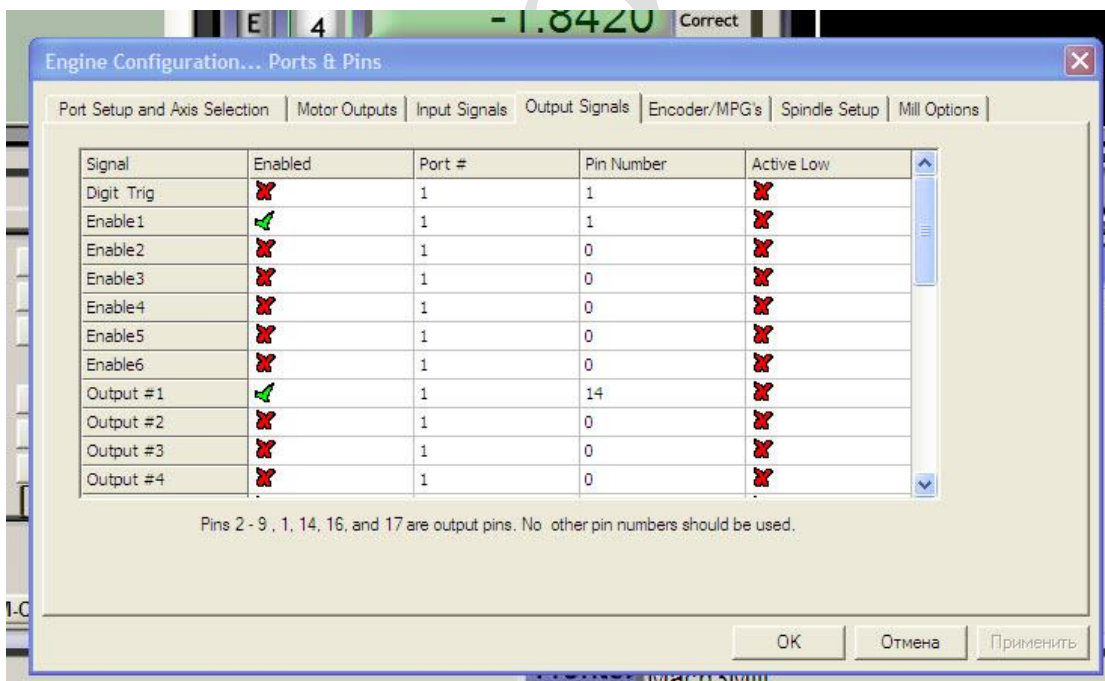 E 4 -1.8420 Correct
Engine Configuration... Ports & Pins
Port Setup and Axis Selection Motor Outputs Input Signals Output Signals Encoder/MPG's Spindle Setup Mill Options
Signal Enabled Port # Pin Number Active Low
Digit Trig 1 1
Enable1 1 1
Enable2 1 0
Enable3 1 0
Enable4 1 0
Enable5 1 0
Enable6 1 0
Output #1 1 14
Output #2 1 0
Output #3 1 0
Output #4 1 0
Pins 2 - 9 , 1, 14, 16, and 17 are output pins. No other pin numbers should be used.
OK Отмена Применить
Mach3Mill